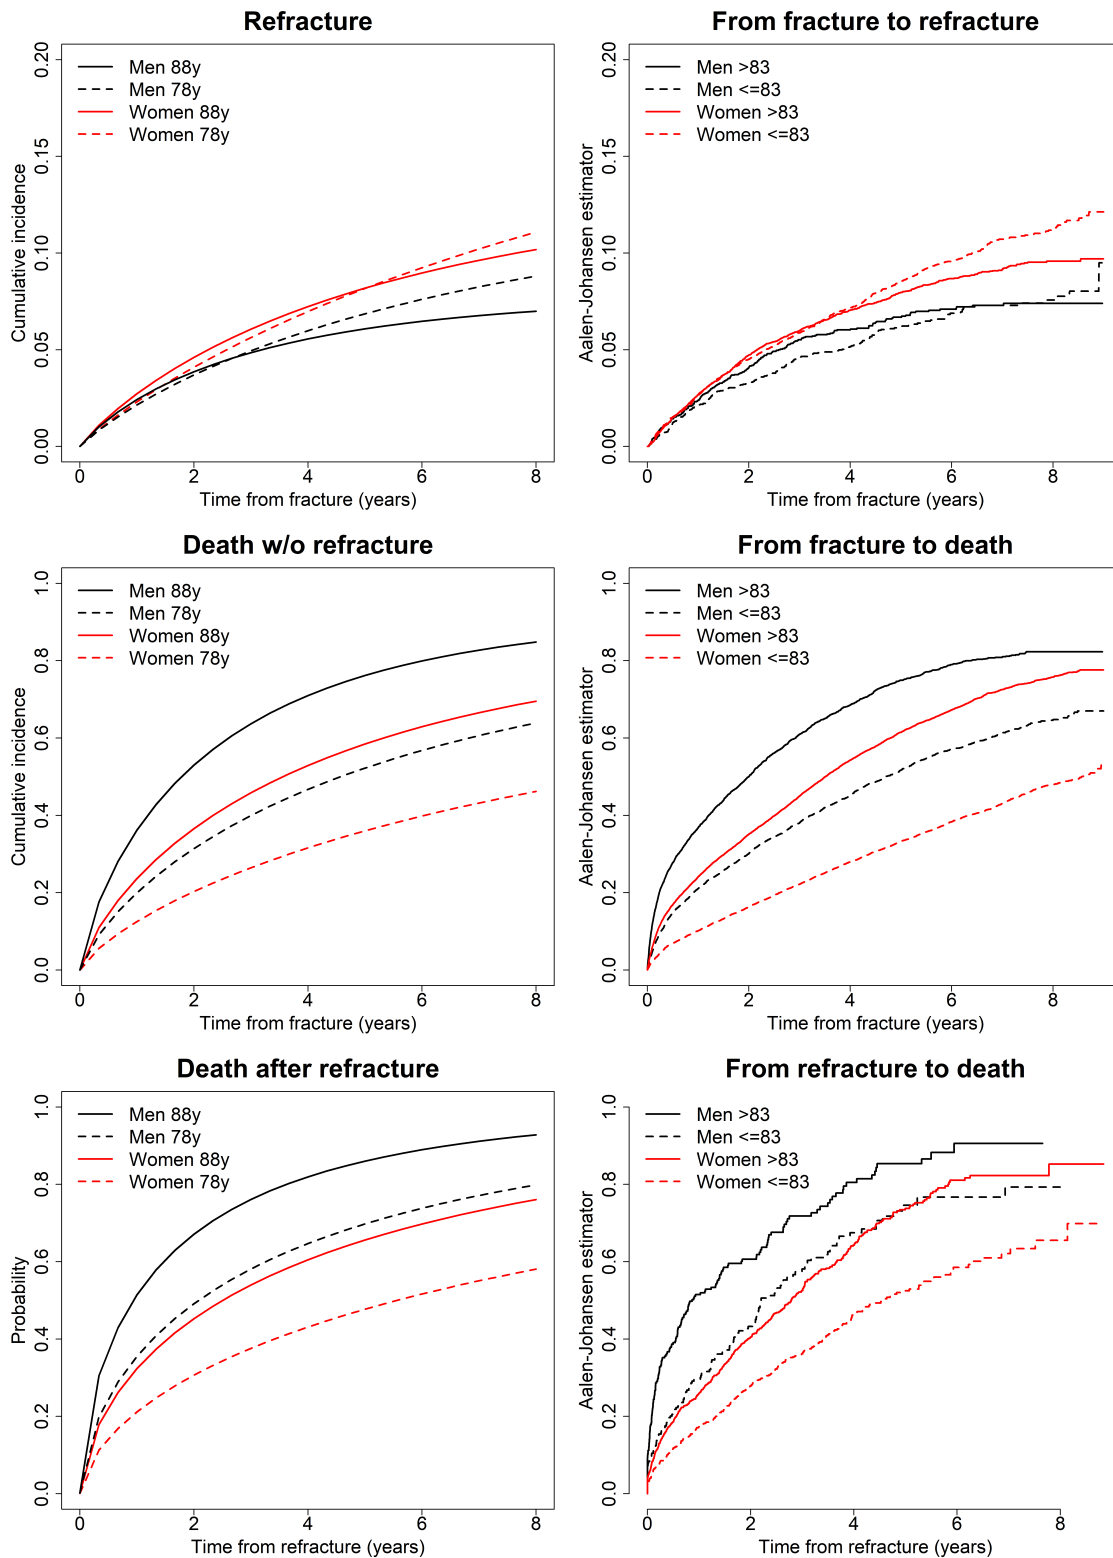 Refracture
Cumulative incidence
0.00 0.05 0.10 0.15 0.20
Men 88y
Men 78y
Women 88y
Women 78y
0 2 4 6 8
Time from fracture (years)
From fracture to refracture
Aalen-Johansen estimator
0.00 0.05 0.10 0.15 0.20
Men >83
Men <=83
Women >83
Women <=83
0 2 4 6 8
Time from fracture (years)
Death w/o refracture
Cumulative incidence
0.0 0.2 0.4 0.6 0.8 1.0
Men 88y
Men 78y
Women 88y
Women 78y
0 2 4 6 8
Time from fracture (years)
From fracture to death
Aalen-Johansen estimator
0.0 0.2 0.4 0.6 0.8 1.0
Men >83
Men <=83
Women >83
Women <=83
0 2 4 6 8
Time from fracture (years)
Death after refracture
Probability
0.0 0.2 0.4 0.6 0.8 1.0
Men 88y
Men 78y
Women 88y
Women 78y
0 2 4 6 8
Time from refracture (years)
From refracture to death
Aalen-Johansen estimator
0.0 0.2 0.4 0.6 0.8 1.0
Men >83
Men <=83
Women >83
Women <=83
0 2 4 6 8
Time from refracture (years)